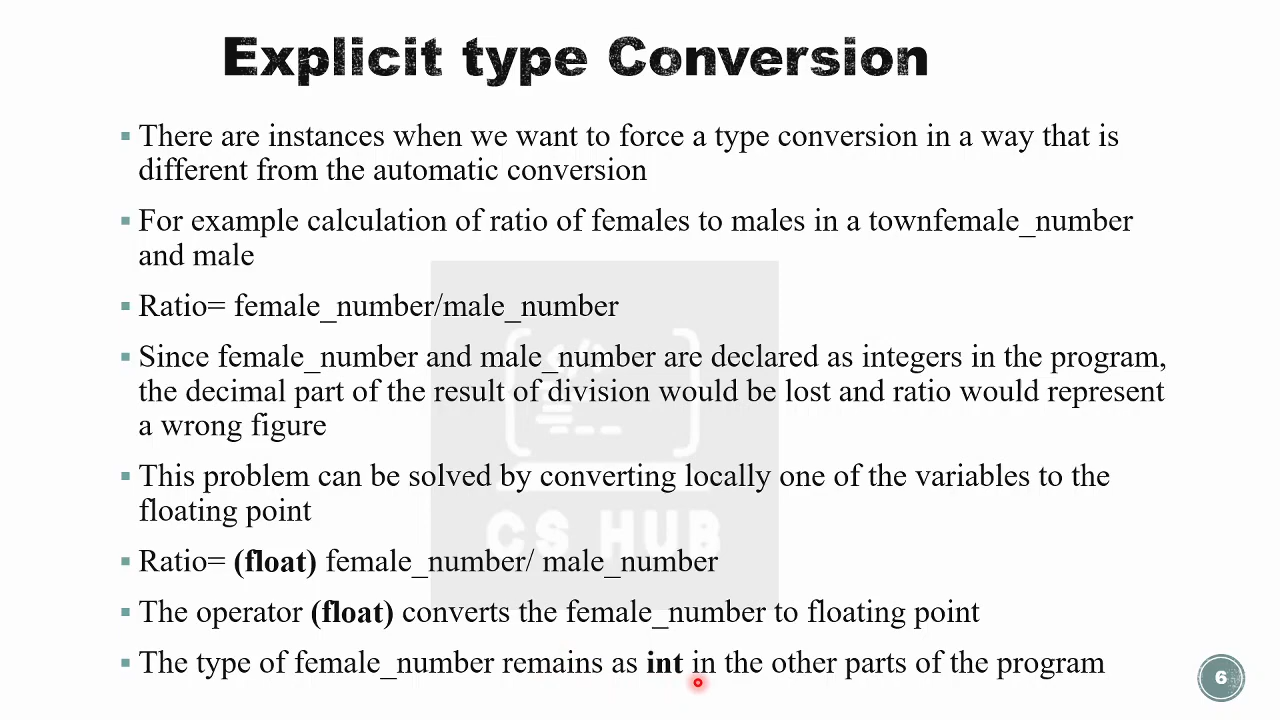 Explicit type Conversion
There are instances when we want to force a type conversion in a way that is
different from the automatic conversion
For example calculation of ratio of females to males in a townfemale_number
and male
Ratio= female_number/male_number
Since female_number and male_number are declared as integers in the program,
the decimal part of the result of division would be lost and ratio would represent
a wrong figure
This problem can be solved by converting locally one of the variables to the
floating point
CS HUB
Ratio= (float) female_number/ male_number
The operator (float) converts the female_number to floating point
The type of female_number remains as int in the other parts of the program
6